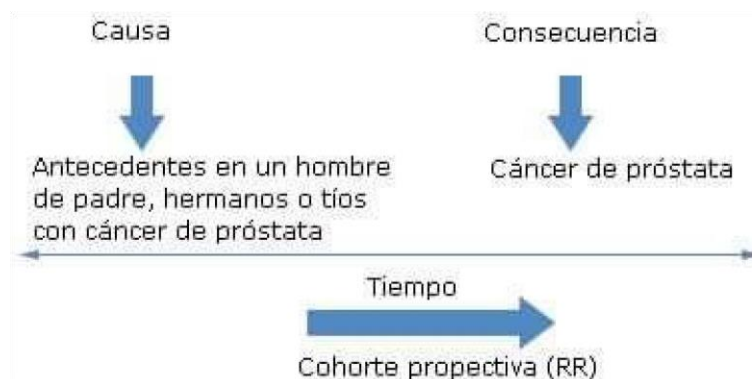 Causa
Consecuencia
Antecedentes en un hombre
de padre, hermanos o tíos
con cáncer de próstata
Cáncer de próstata
Tiempo
Cohorte propectiva (RR)